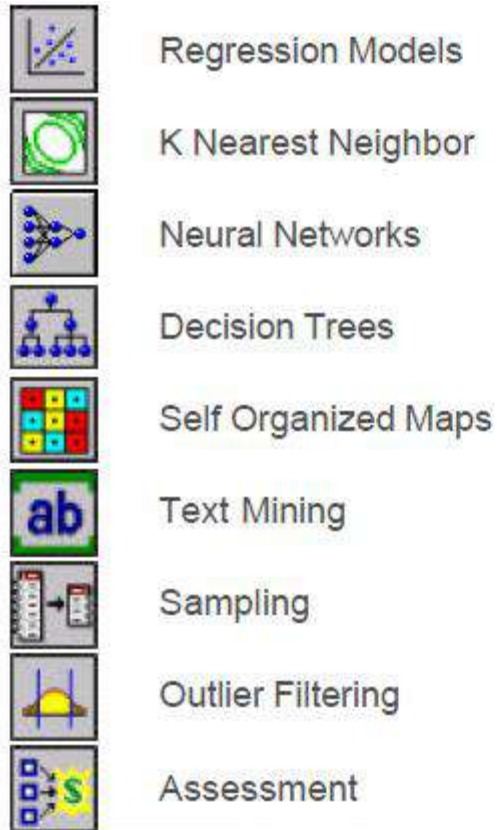 Regression Models
K Nearest Neighbor
Neural Networks
Decision Trees
Self Organized Maps
ab
Text Mining
Sampling
Outlier Filtering
S
Assessment